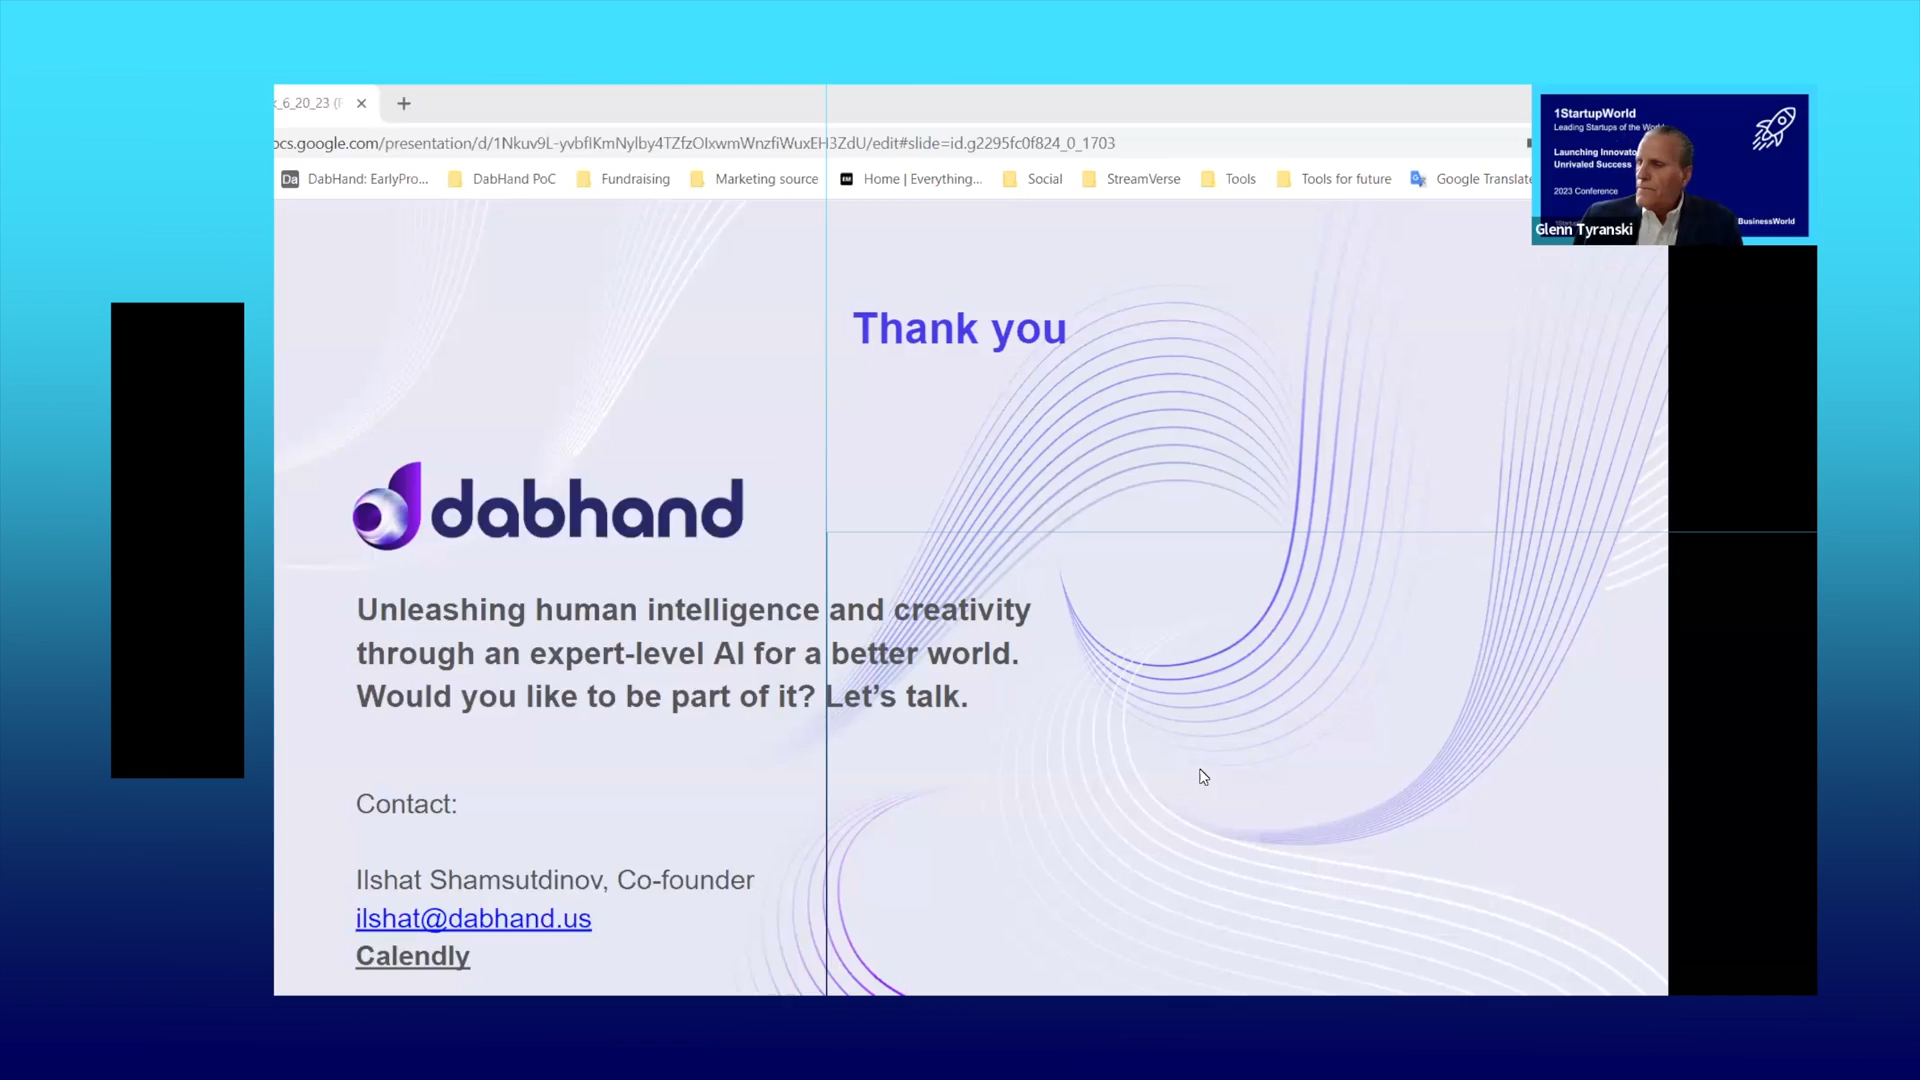 _6_20_23 (
ocs.google.com/presentation/d/1Nkuv9L-yvbfIKmNylby4TZfzOIxwmWnzfiWuxEH3ZdU/edit#slide=id.g2295fc0f824_0_1703
Da DabHand: EarlyPro... DabHand PoC Fundraising Marketing source EM Home | Everything... Social StreamVerse Tools Tools for future Google Translate
1StartupWorld
Leading Startups of the World
Launching Innovato
Unrivaled Success
2023 Conference
BusinessWorld
Glenn Tyranski
Thank you
dabhand
Unleashing human intelligence and creativity
through an expert-level AI for a better world.
Would you like to be part of it? Let’s talk.
Contact:
Ilshat Shamsutdinov, Co-founder
ilshat@dabhand.us
Calendly